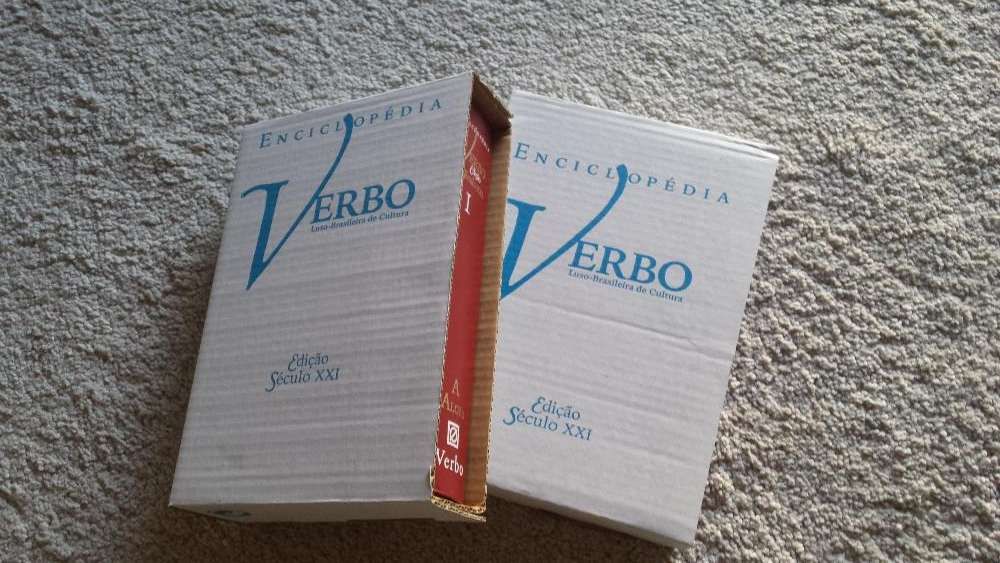 ENCICLOPÉDIA
VERBO
Luso-Brasileira de Cultura
Edição
Século XXI
I
A
Verbo
ENCICLOPÉDIA
VERBO
Luso-Brasileira de Cultura
Edição
Século XXI